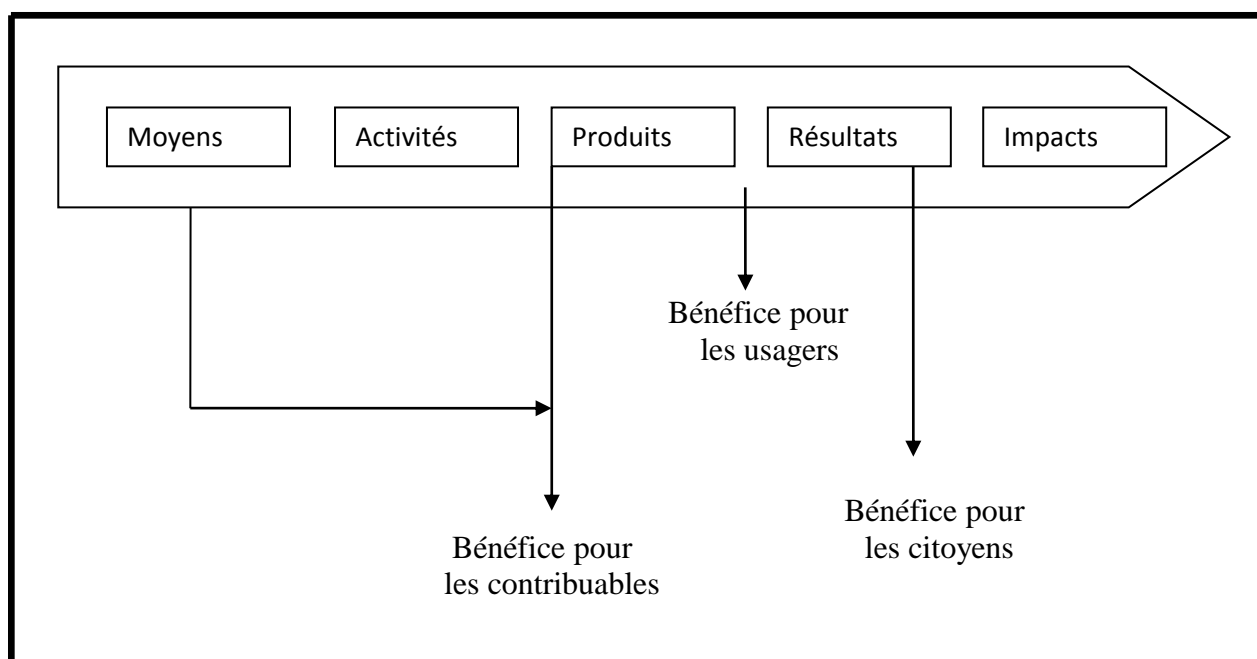 Moyens
Activités
Produits
Résultats
Impacts
Bénéfice pour
les usagers
Bénéfice pour
les citoyens
Bénéfice pour
les contribuables